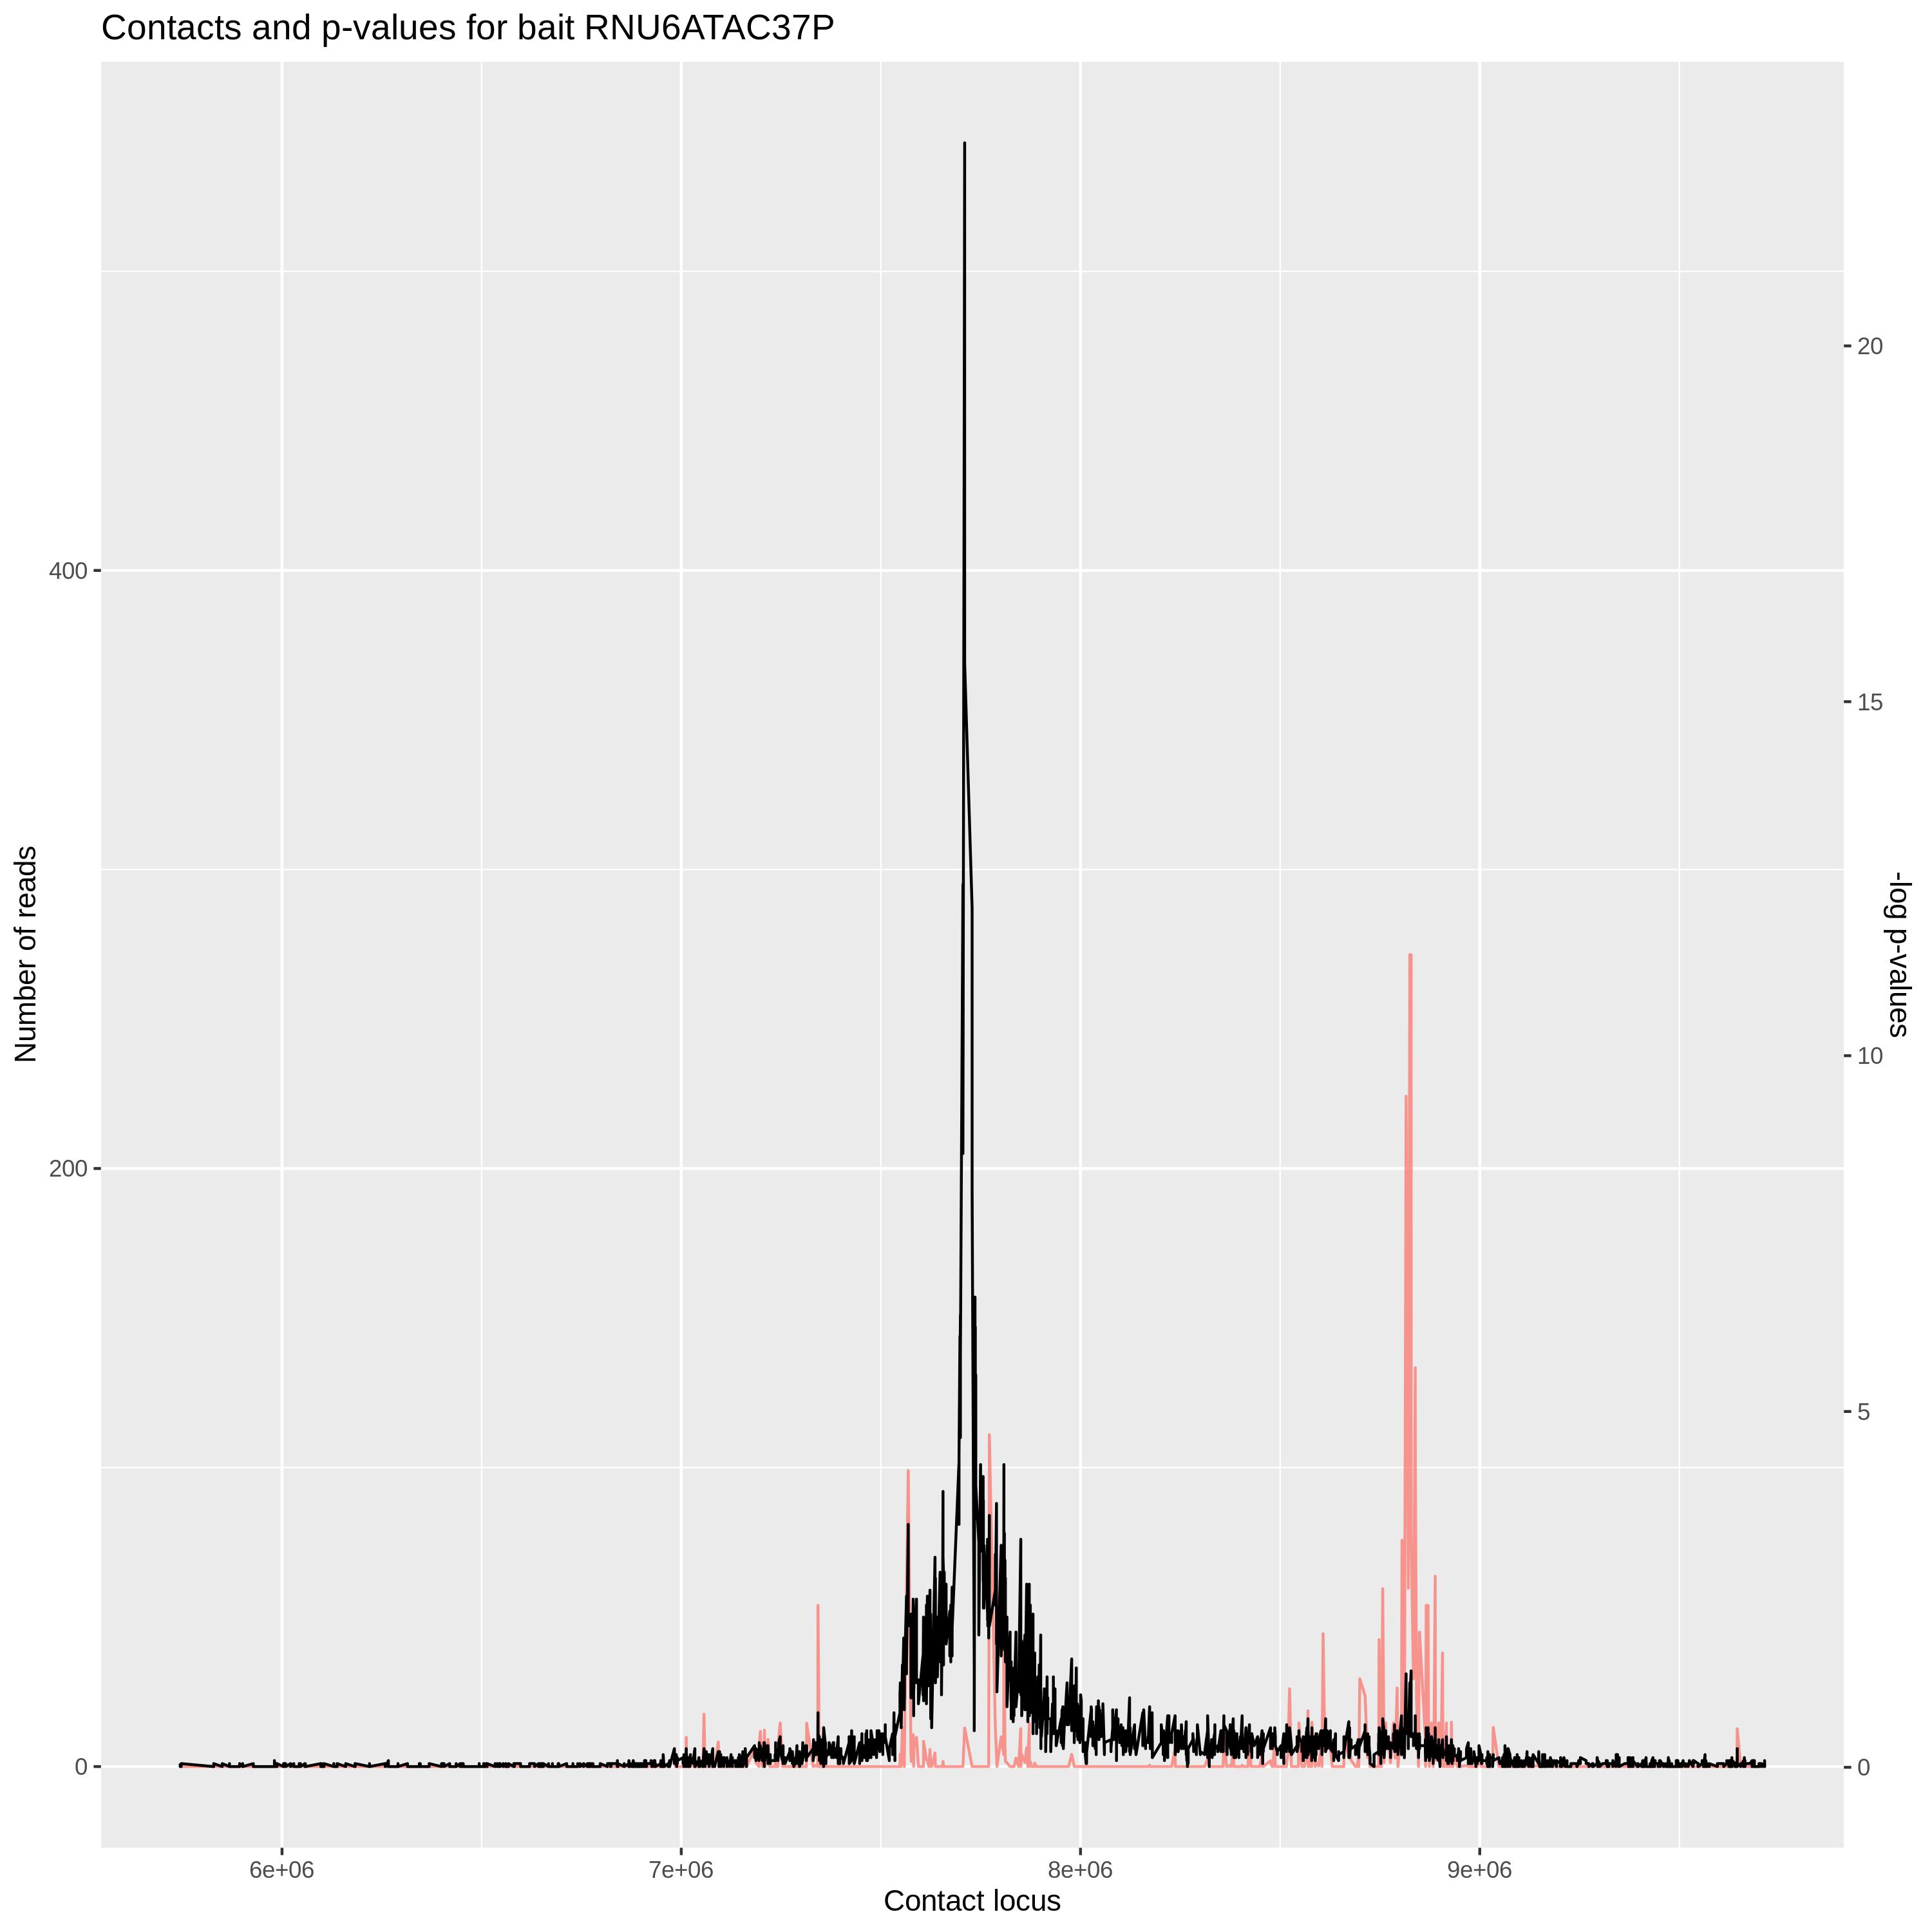 Contacts and p-values for bait RNU6ATAC37P
Number of reads
400
200
0
20
15
10
5
0
-log p-values
6e+06 7e+06 8e+06 9e+06
Contact locus